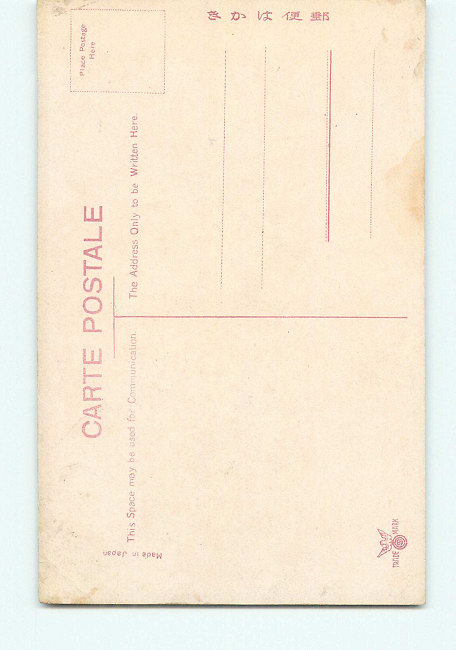 きかは便郵
Place Postage
Here
CARTE POSTALE
This Space may be used for Communication.
The Address Only to be Written Here.
Made in Japan
TRADE MARK